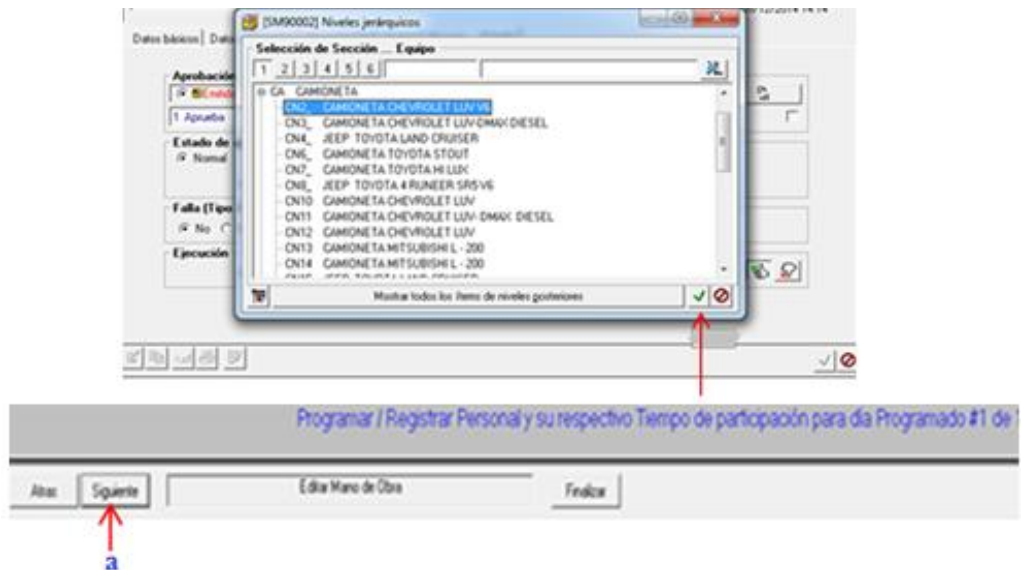 14:14
[SM90002] Niveles jerárquicos
Datos básicos
Selección de Sección ... Equipo
1 2 3 4 5 6
Aprobación
CA CAMIONETA
CN2_ CAMIONETA CHEVROLET LUV V6
1 Aprueba
CN3_ CAMIONETA CHEVROLET LUV-DMAX DIESEL
Estado de
CN4_ JEEP TOYOTA LAND CRUISER
Normal
CN6_ CAMIONETA TOYOTA STOUT
CN7_ CAMIONETA TOYOTA HI LUX
CN8_ JEEP TOYOTA 4 RUNEER SR5 V6
CN10 CAMIONETA CHEVROLET LUV
Falla (Tipo
CN11 CAMIONETA CHEVROLET LUV- DMAX DIESEL
No
CN12 CAMIONETA CHEVROLET LUV
CN13 CAMIONETA MITSUBISHI L - 200
Ejecución
CN14 CAMIONETA MITSUBISHI L - 200
Mostrar todos los ítems de niveles posteriores
Programar / Registrar Personal y su respectivo Tiempo de participación para día Programado #1 de
Atras Siguiente Editar Mano de Obra Finalizar
a